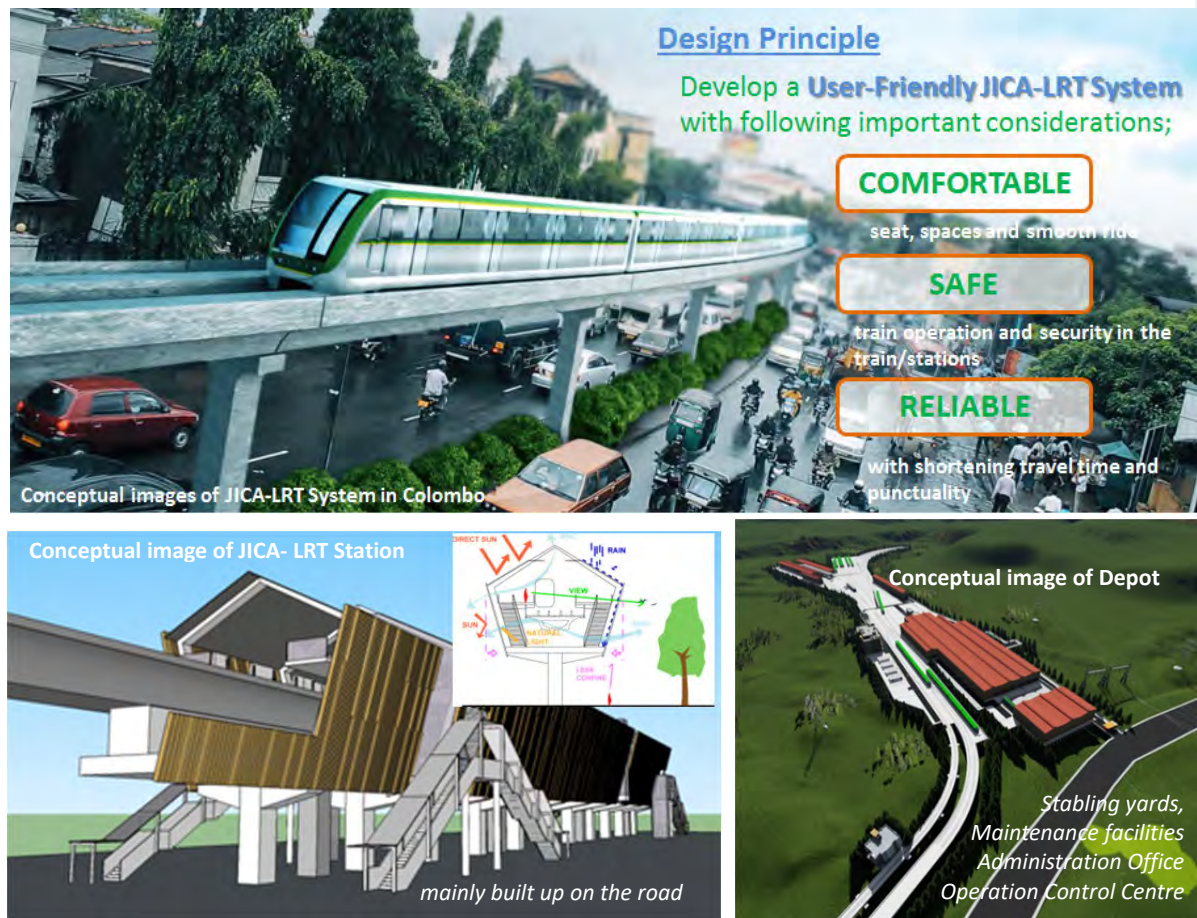 Design Principle
Develop a User-Friendly JICA-LRT System
with following important considerations;
COMFORTABLE
seat, spaces and smooth ride
SAFE
train operation and security in the
train/stations
RELIABLE
with shortening travel time and
punctuality
Conceptual images of JICA-LRT System in Colombo
Conceptual image of JICA- LRT Station
DIRECT SUN
RAIN
VIEW
SUN
NATURAL
LIGHT
LESS
CONFINE
mainly built up on the road
Conceptual image of Depot
Stabling yards,
Maintenance facilities
Administration Office
Operation Control Centre